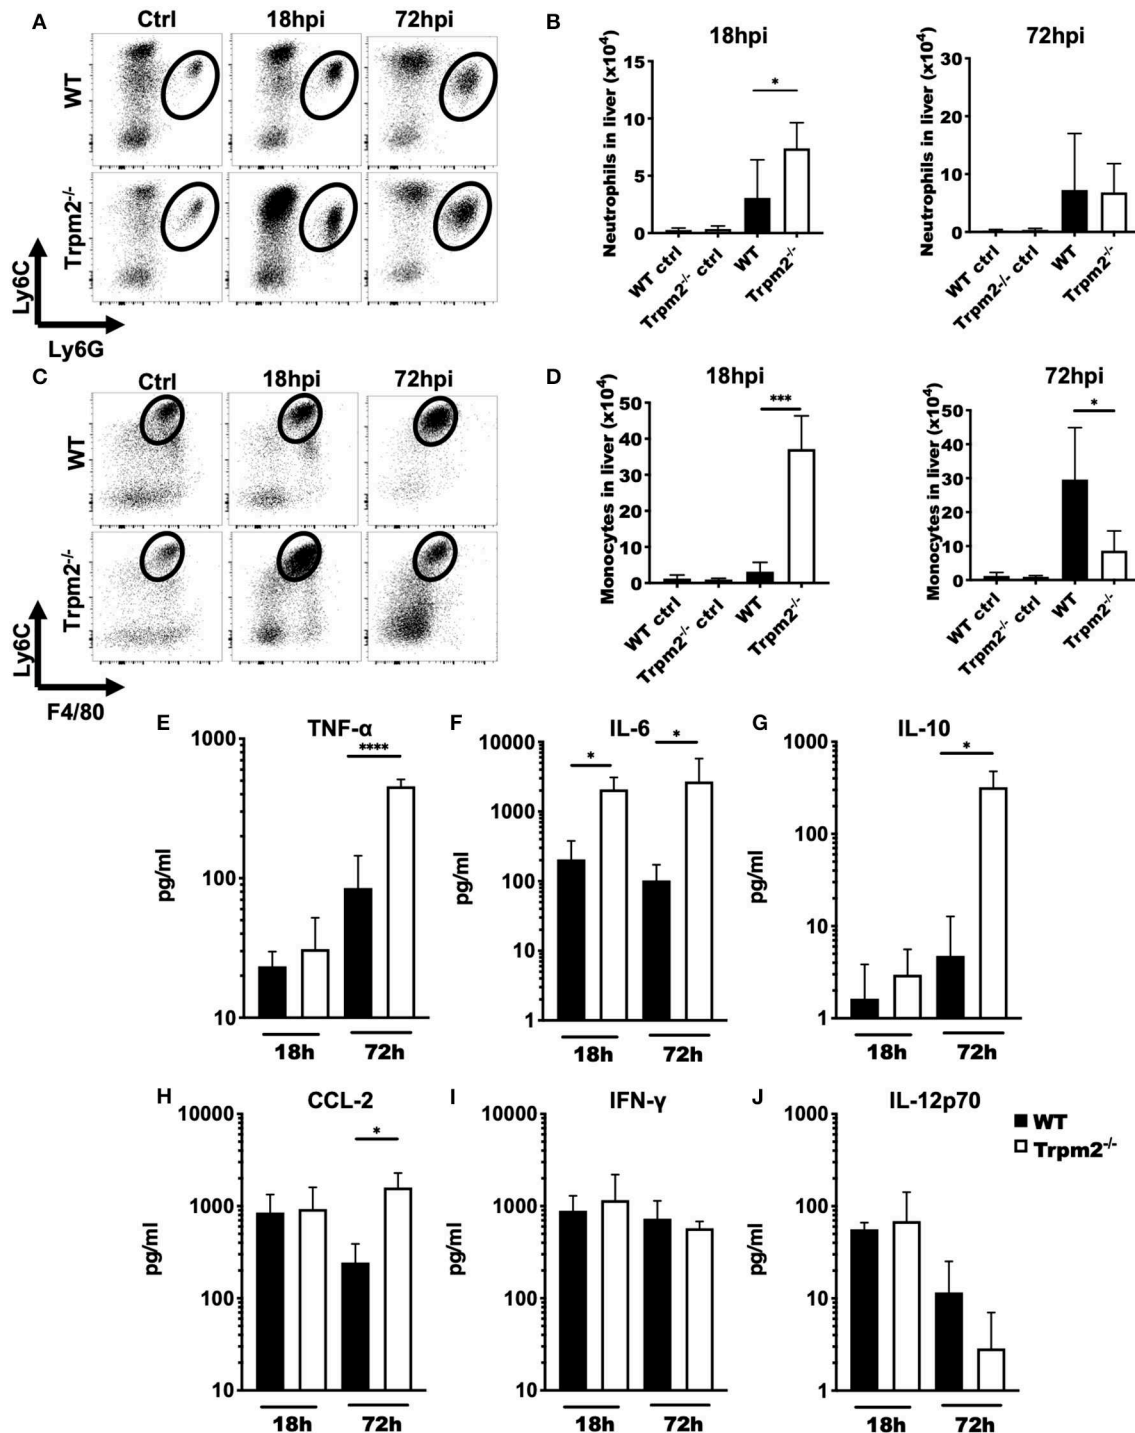 A
Ctrl 18hpi 72hpi
WT
Trpm2-/-
Ly6C
Ly6G
B
18hpi
Neutrophils in liver (x10⁴)
15
10
5
0
*
WT ctrl
Trpm2-/- ctrl
WT
Trpm2-/-
72hpi
Neutrophils in liver (x10⁴)
30
20
10
0
WT ctrl
Trpm2-/- ctrl
WT
Trpm2-/-
C
Ctrl 18hpi 72hpi
WT
Trpm2-/-
Ly6C
F4/80
D
18hpi
Monocytes in liver (x10⁴)
50
40
30
20
10
0
***
WT ctrl
Trpm2-/- ctrl
WT
Trpm2-/-
72hpi
Monocytes in liver (x10⁴)
50
40
30
20
10
0
*
WT ctrl
Trpm2-/- ctrl
WT
Trpm2-/-
E
TNF-α
pg/ml
1000
100
10
****
18h 72h
F
IL-6
pg/ml
10000
1000
100
10
1
* *
18h 72h
G
IL-10
pg/ml
1000
100
10
1
*
18h 72h
H
CCL-2
pg/ml
10000
1000
100
10
*
18h 72h
I
IFN-γ
pg/ml
10000
1000
100
10
18h 72h
J
IL-12p70
pg/ml
1000
100
10
1
18h 72h
WT
Trpm2-/-